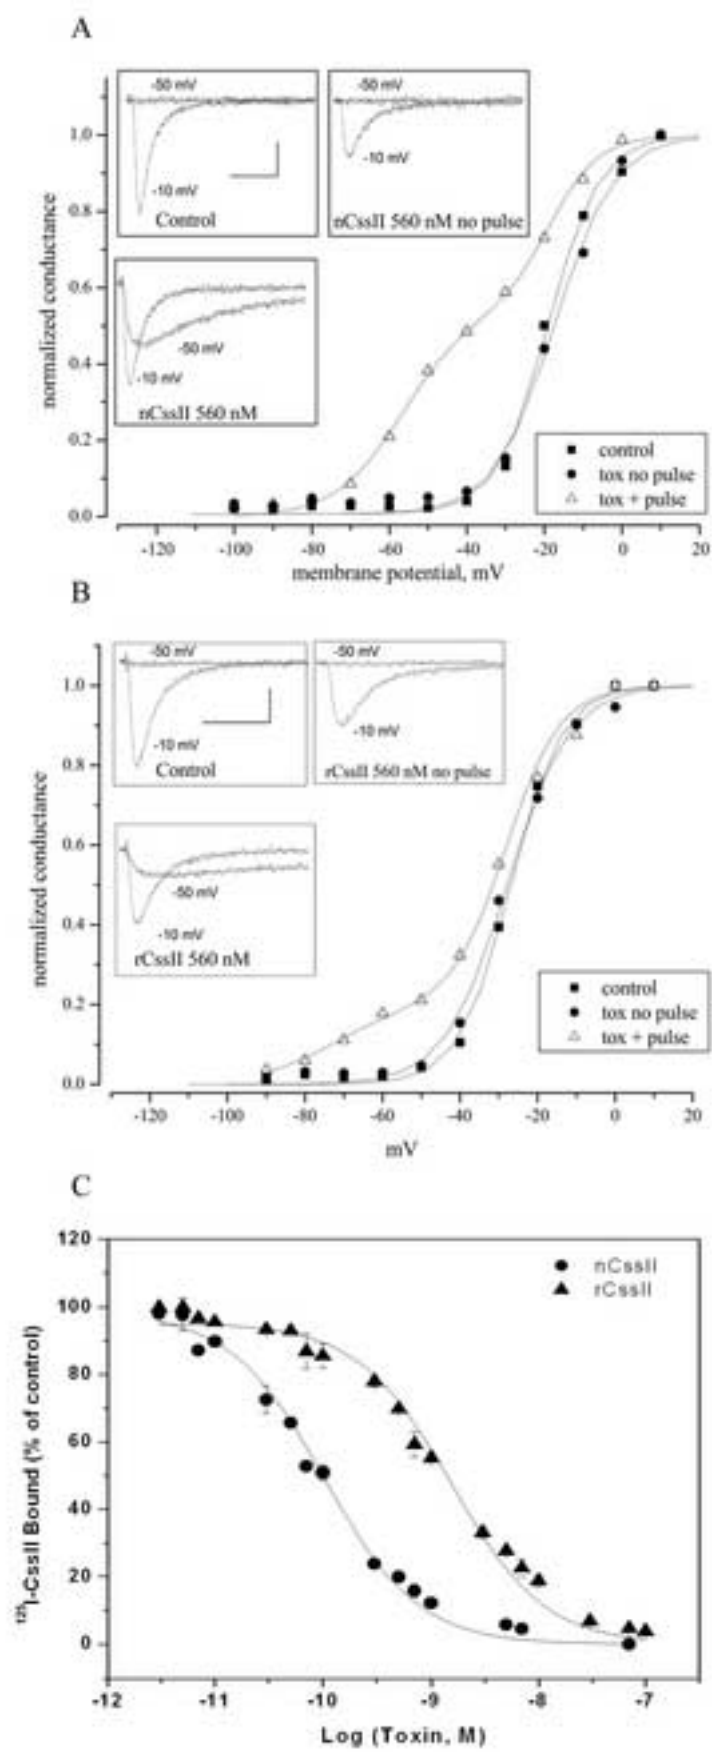 A
-50 mV
-10 mV
Control
-50 mV
-10 mV
nCssII 560 nM no pulse
-50 mV
-10 mV
nCssII 560 nM
normalized conductance
1.0
0.8
0.6
0.4
0.2
0.0
control
tox no pulse
tox + pulse
-120 -100 -80 -60 -40 -20 0 20
membrane potential, mV
B
-50 mV
-10 mV
Control
-50 mV
-10 mV
rCssII 560 nM no pulse
-50 mV
-10 mV
rCssII 560 nM
normalized conductance
1.0
0.8
0.6
0.4
0.2
0.0
control
tox no pulse
tox + pulse
-120 -100 -80 -60 -40 -20 0 20
mV
C
nCssII
rCssII
¹²⁵I-CssII Bound (% of control)
120
100
80
60
40
20
0
-12 -11 -10 -9 -8 -7
Log (Toxin, M)